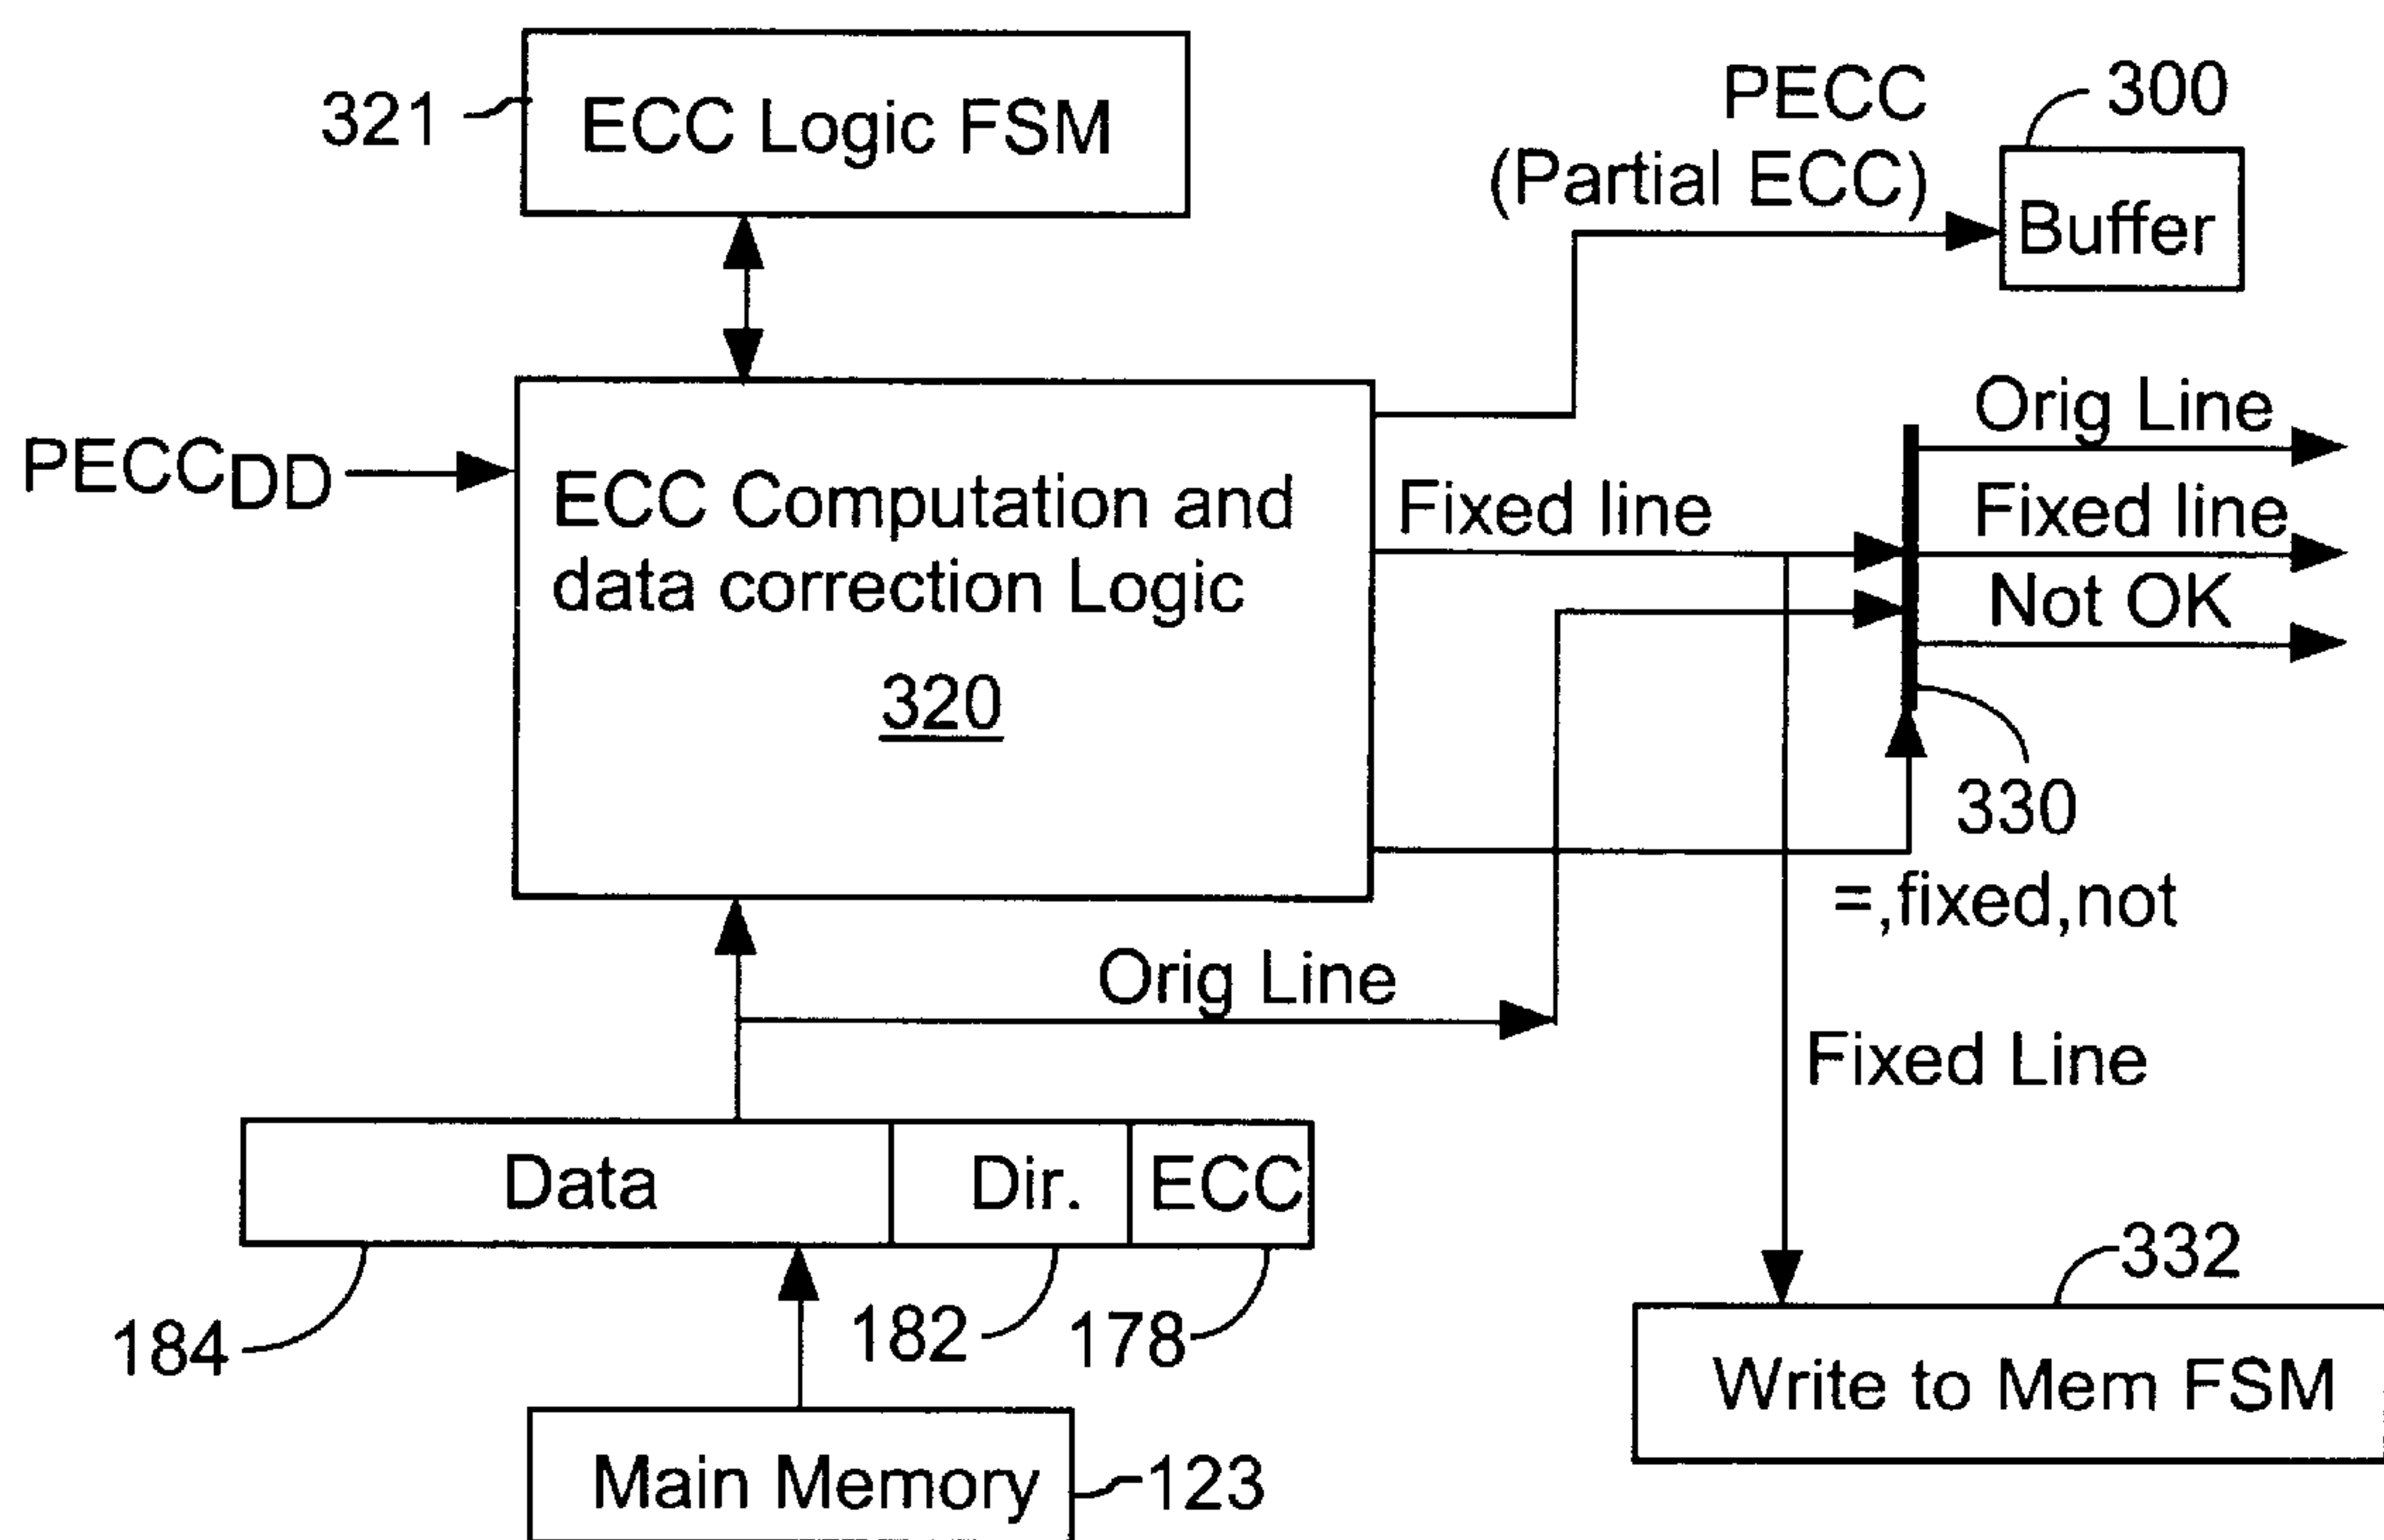 321
ECC Logic FSM
PECC
(Partial ECC)
300
Buffer
PECCDD
ECC Computation and
data correction Logic
320
Fixed line
Orig Line
Fixed line
Not OK
330
=,fixed,not
Orig Line
Fixed Line
Data
Dir.
ECC
184
182
178
332
Write to Mem FSM
Main Memory
123